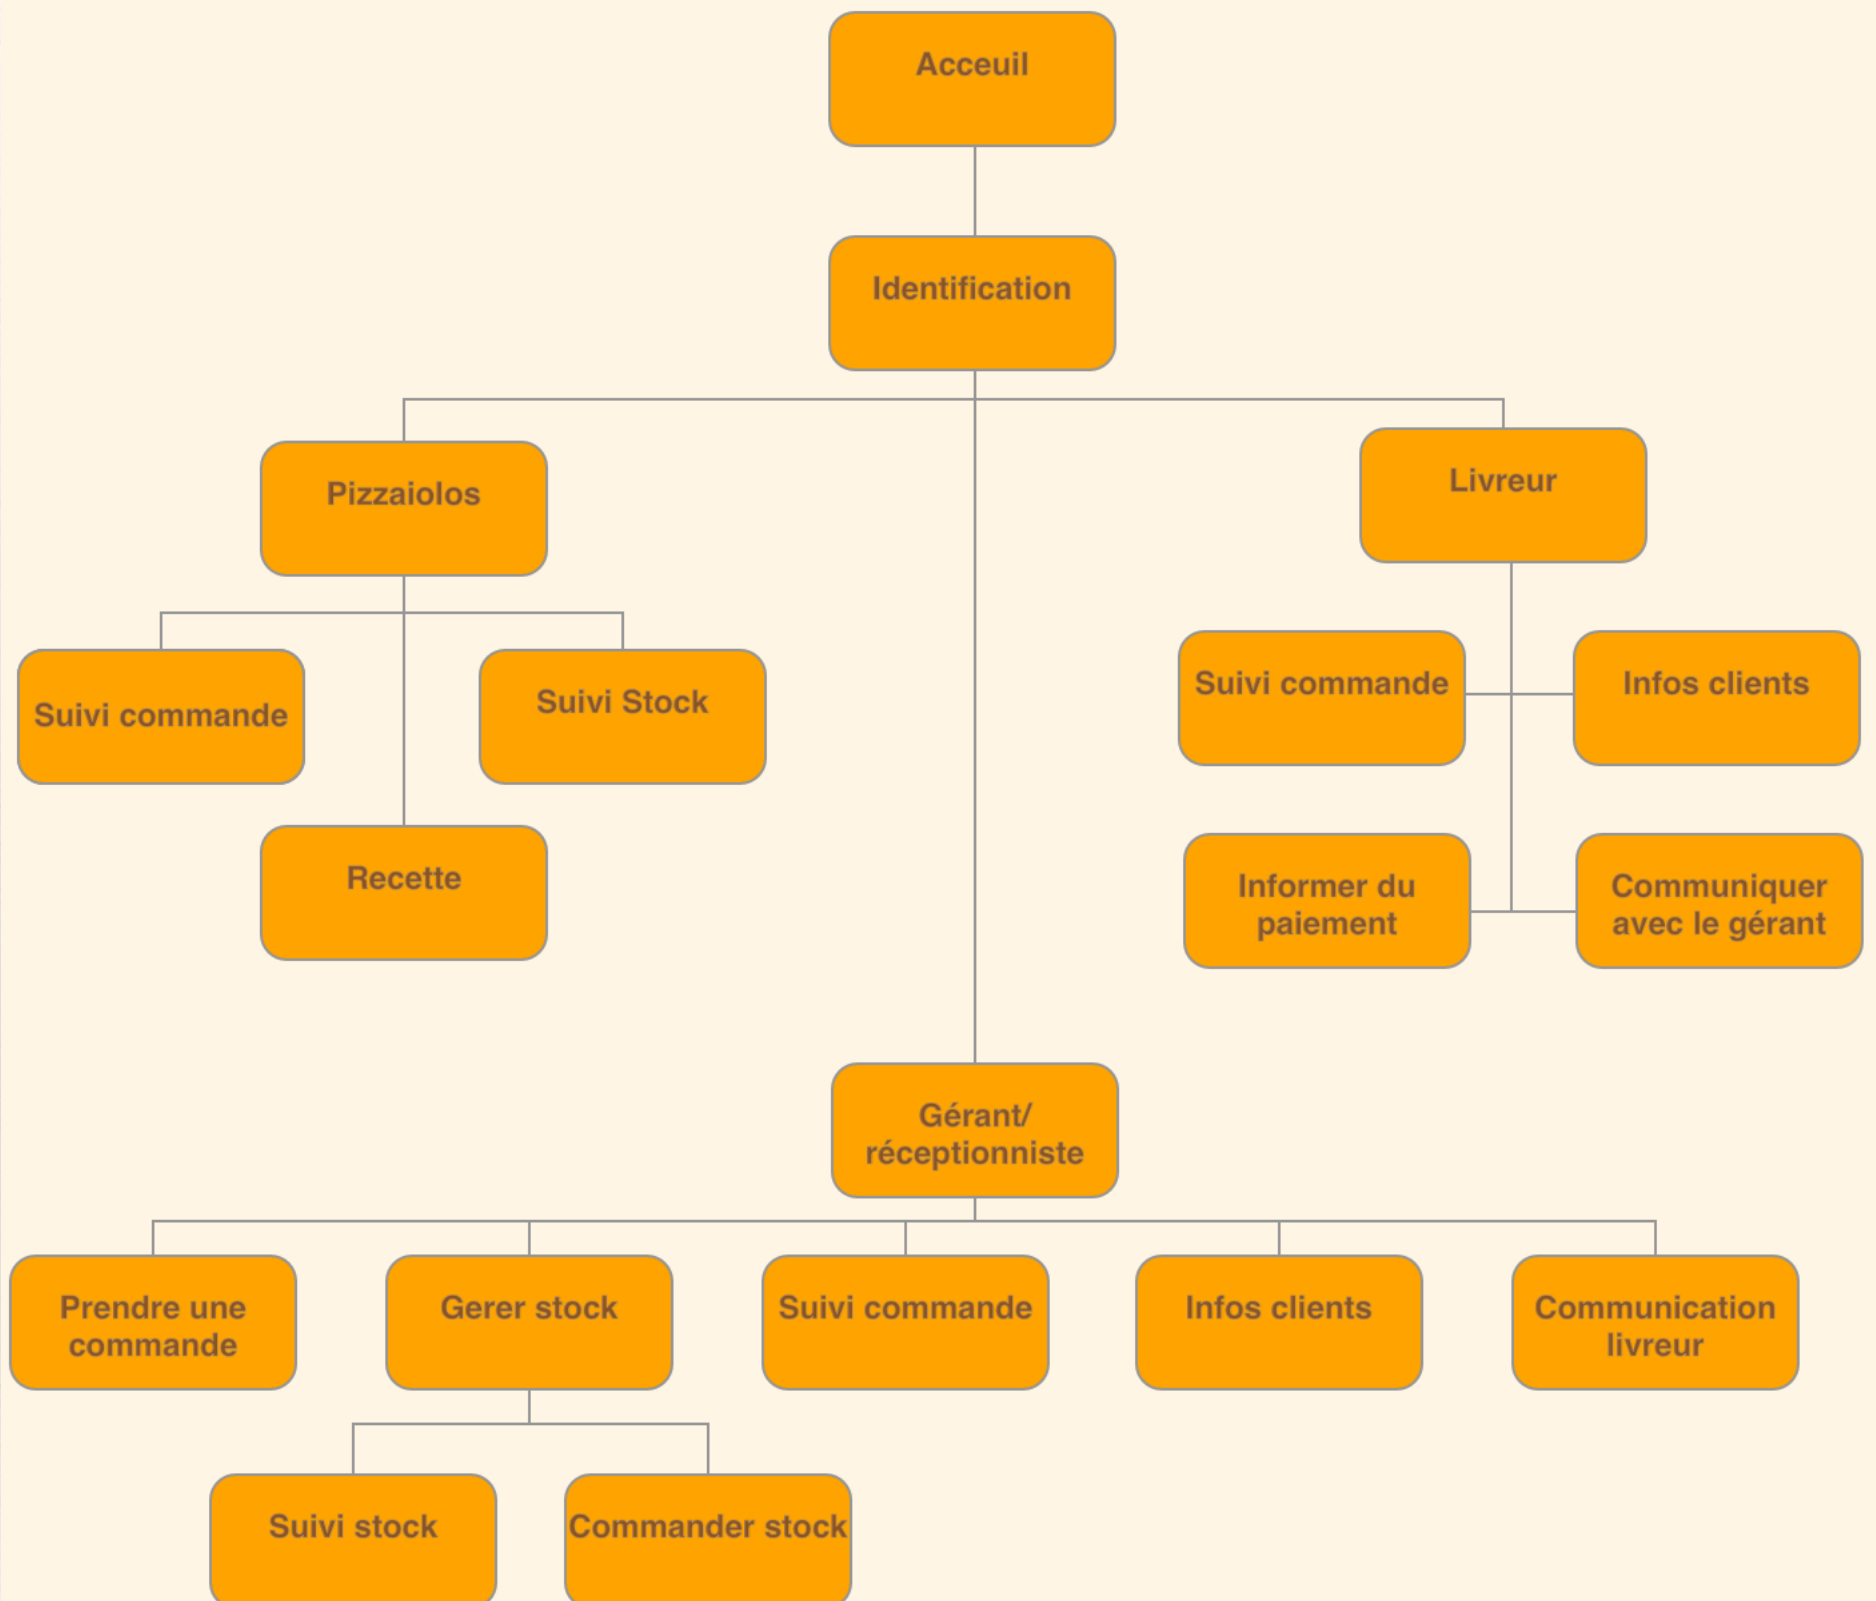 Acceuil
Identification
Pizzaiolos
Livreur
Suivi commande
Suivi Stock
Recette
Suivi commande
Infos clients
Informer du
paiement
Communiquer
avec le gérant
Gérant/
réceptionniste
Prendre une
commande
Gerer stock
Suivi commande
Infos clients
Communication
livreur
Suivi stock
Commander stock